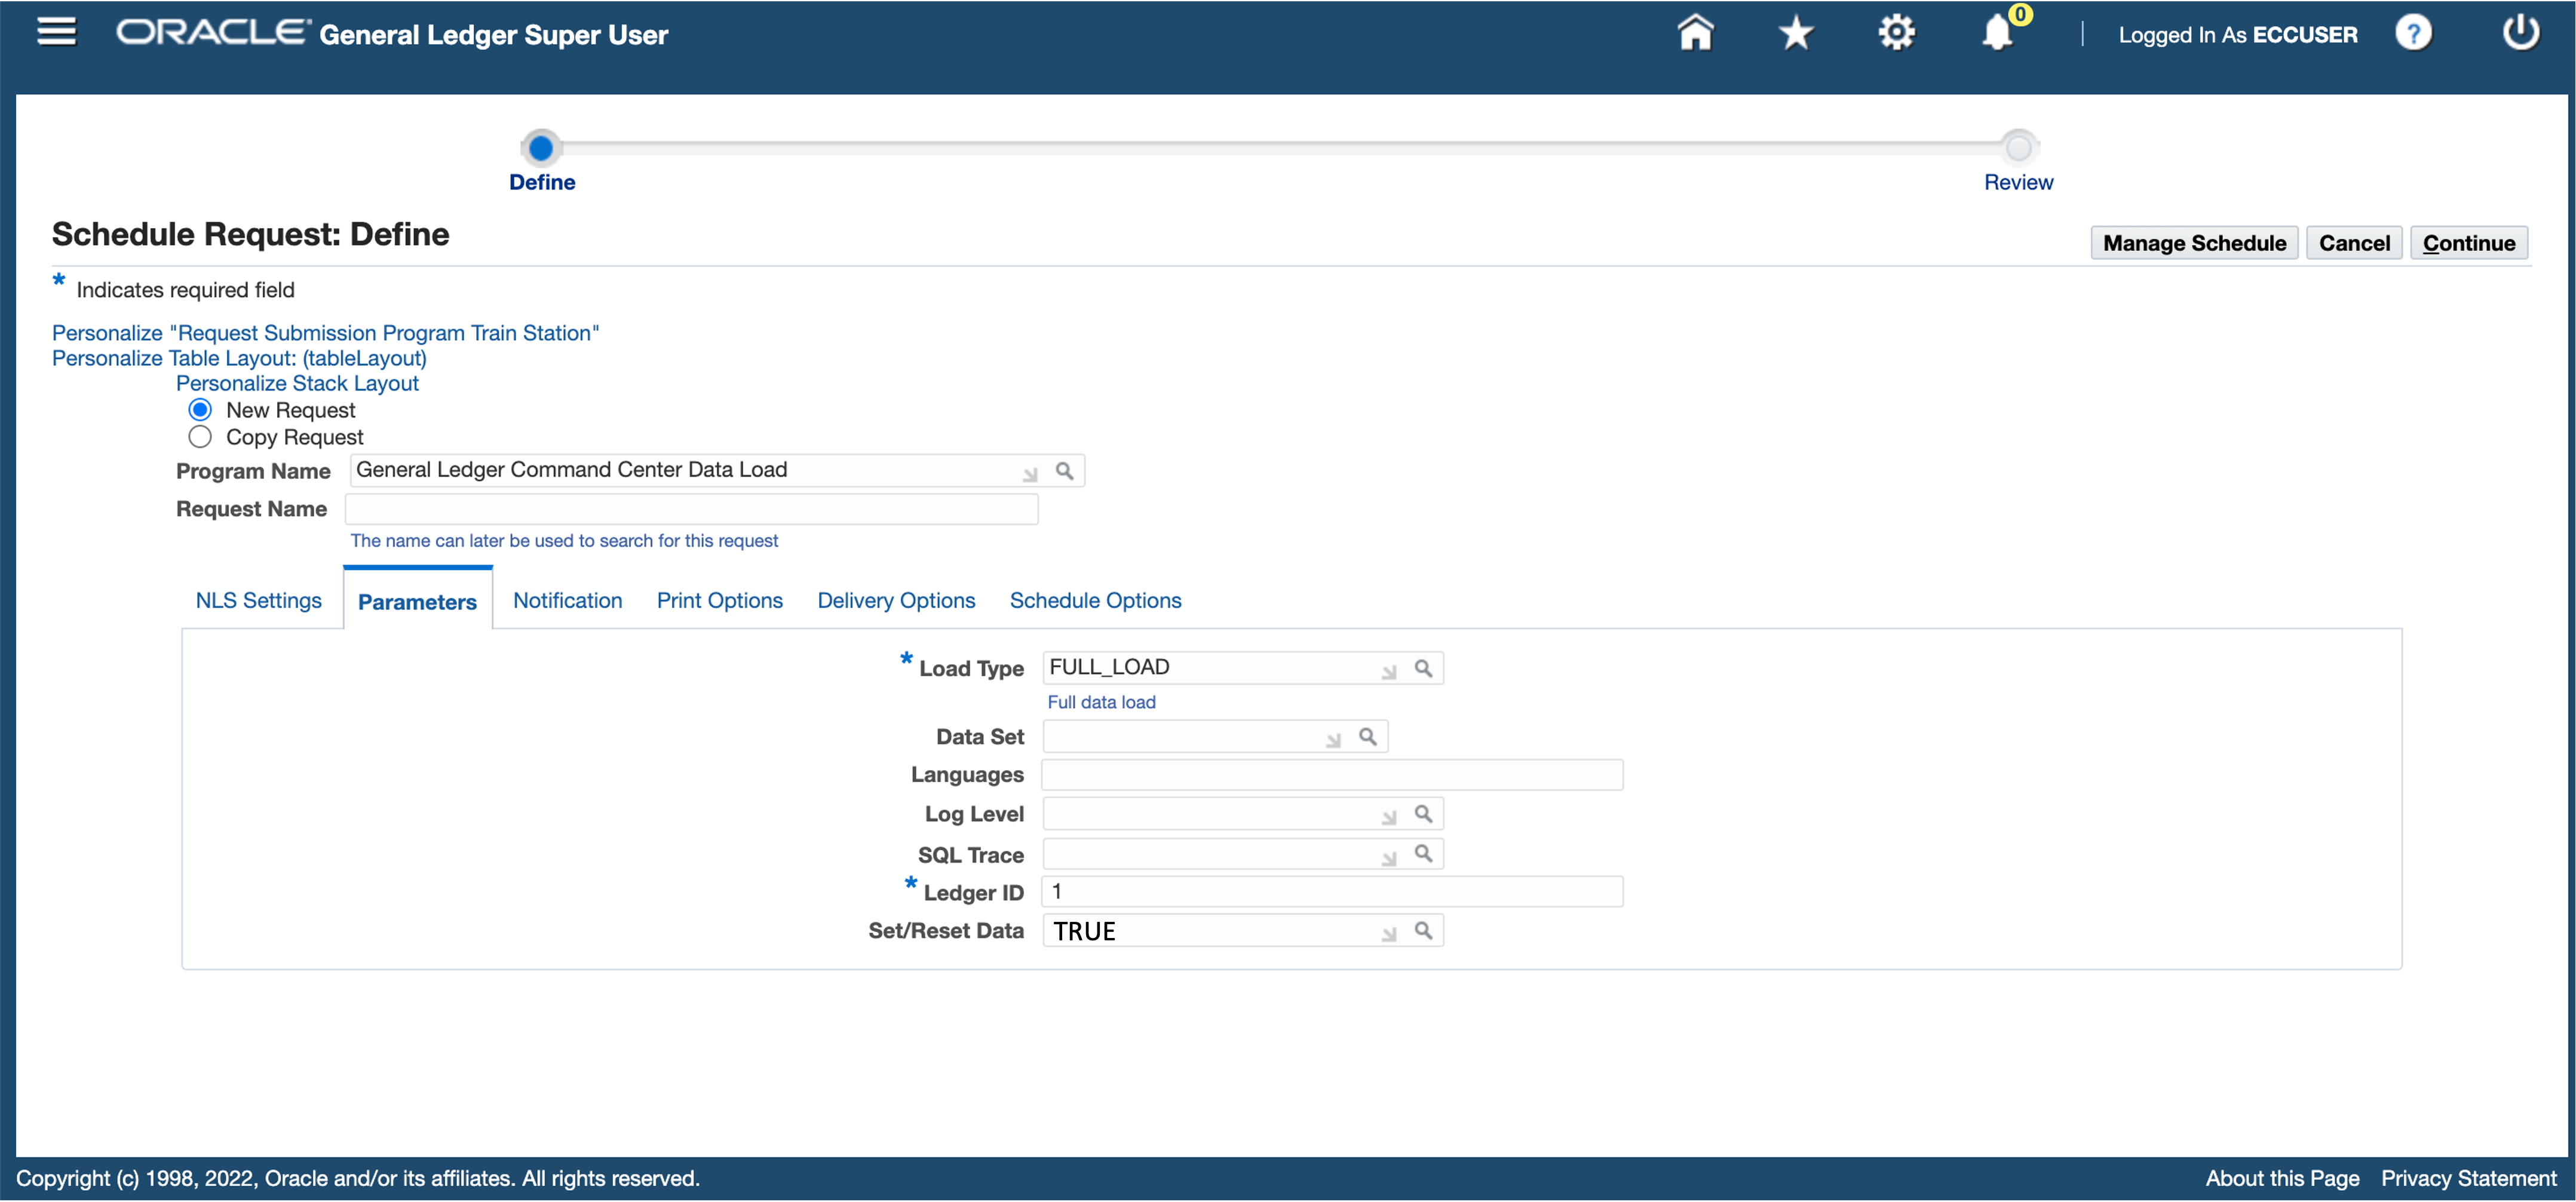 ORACLE General Ledger Super User
0
Logged In As ECCUSER
?
Define
Review
Schedule Request: Define
Manage Schedule
Cancel
Continue
* Indicates required field
Personalize "Request Submission Program Train Station"
Personalize Table Layout: (tableLayout)
Personalize Stack Layout
New Request
Copy Request
Program Name General Ledger Command Center Data Load
Request Name
The name can later be used to search for this request
NLS Settings Parameters Notification Print Options Delivery Options Schedule Options
* Load Type FULL_LOAD
Full data load
Data Set
Languages
Log Level
SQL Trace
* Ledger ID 1
Set/Reset Data TRUE
Copyright (c) 1998, 2022, Oracle and/or its affiliates. All rights reserved.
About this Page Privacy Statement